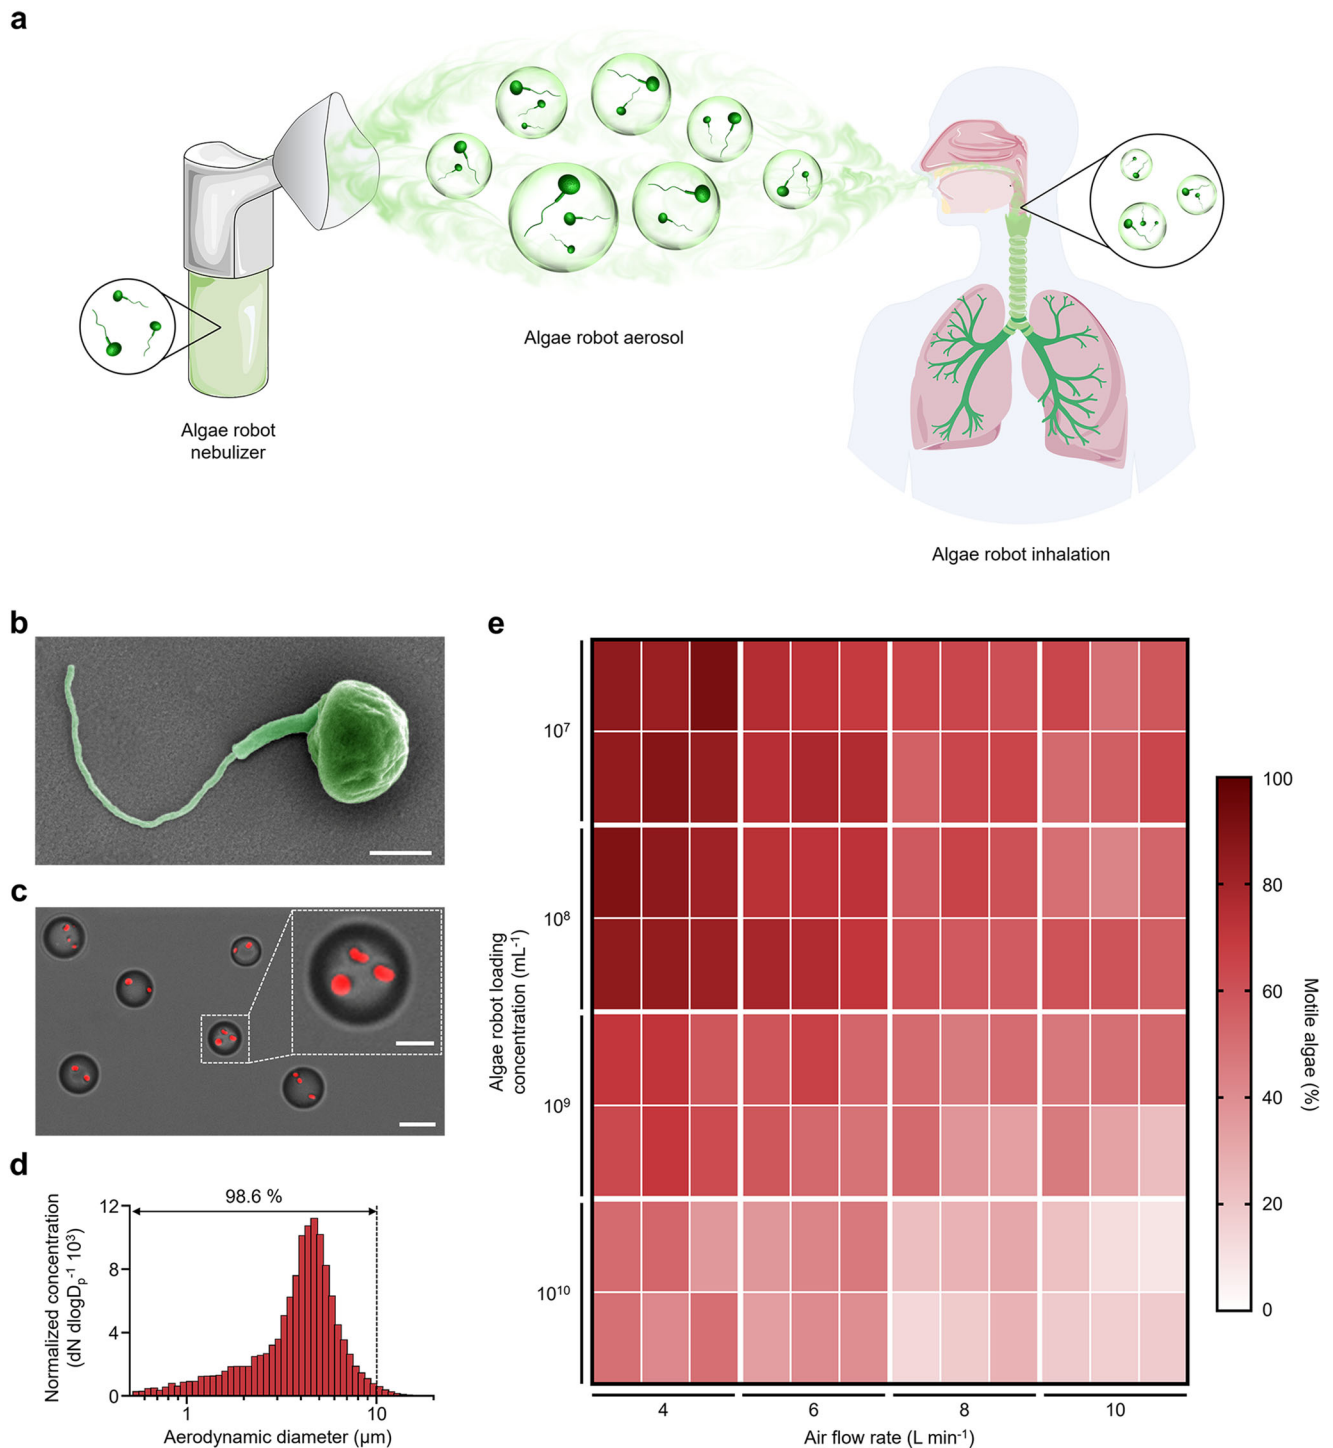 a
Algae robot
nebulizer
Algae robot aerosol
Algae robot inhalation
b
c
d
98.6 %
12
8
4
0
Normalized concentration
(dN dlogDₚ⁻¹ 10³)
1
10
Aerodynamic diameter (µm)
e
10⁷
10⁸
10⁹
10¹⁰
Algae robot loading
concentration (mL⁻¹)
4
6
8
10
Air flow rate (L min⁻¹)
100
80
60
40
20
0
Motile algae (%)